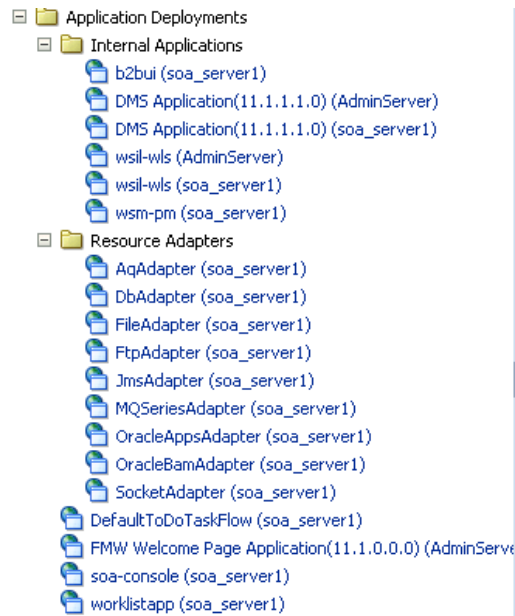 Application Deployments
Internal Applications
b2bui (soa_server1)
DMS Application(11.1.1.1.0) (AdminServer)
DMS Application(11.1.1.1.0) (soa_server1)
wsil-wls (AdminServer)
wsil-wls (soa_server1)
wsm-pm (soa_server1)
Resource Adapters
AqAdapter (soa_server1)
DbAdapter (soa_server1)
FileAdapter (soa_server1)
FtpAdapter (soa_server1)
JmsAdapter (soa_server1)
MQSeriesAdapter (soa_server1)
OracleAppsAdapter (soa_server1)
OracleBamAdapter (soa_server1)
SocketAdapter (soa_server1)
DefaultToDoTaskFlow (soa_server1)
FMW Welcome Page Application(11.1.0.0.0) (AdminServe
soa-console (soa_server1)
worklistapp (soa_server1)